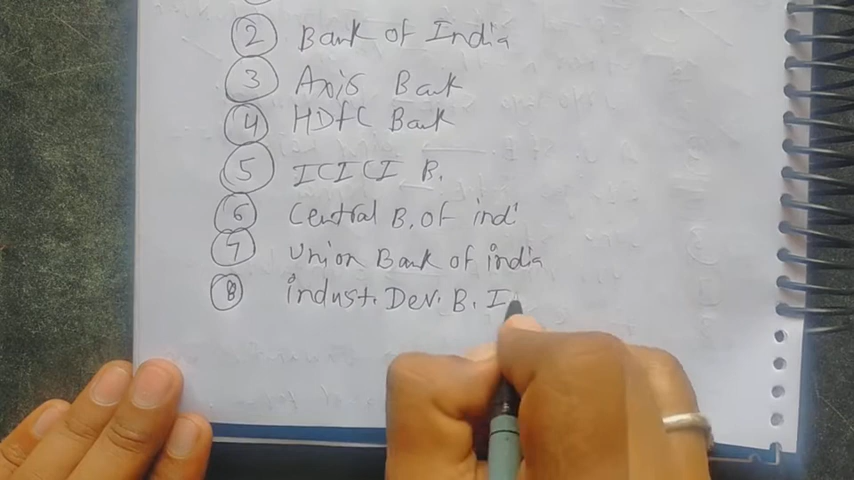 2 Bank of India
3 Axis Bank
4 HDFC Bank
5 ICICI B.
6 Central B. of indi
7 Union Bank of india
8 indust. Dev. B. I